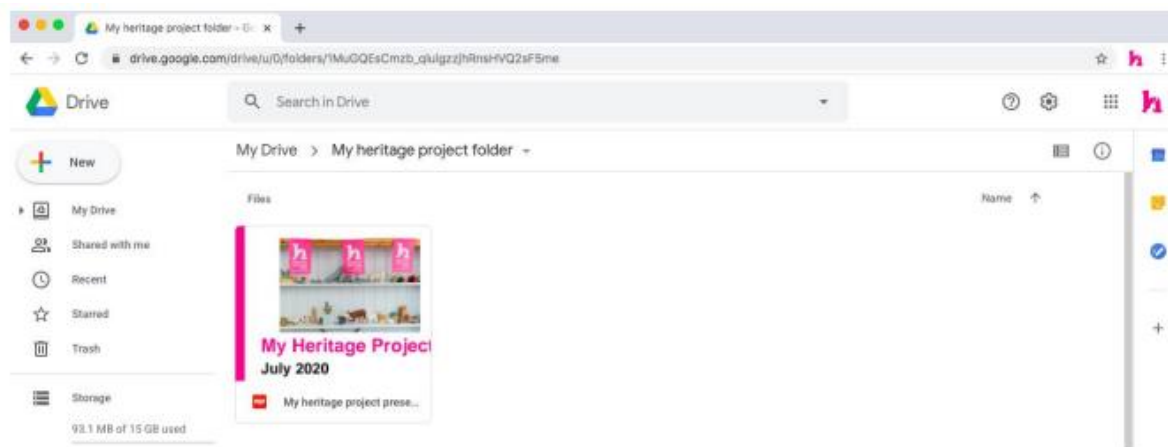 My heritage project folder - G
drive.google.com/drive/u/0/folders/
Drive
Search in Drive
New
My Drive > My heritage project folder
My Drive
Files
Name
Shared with me
Recent
Starred
Trash
h h h
My Heritage Project
July 2020
Storage
PDF My heritage project prese...
93.1 MB of 15 GB used